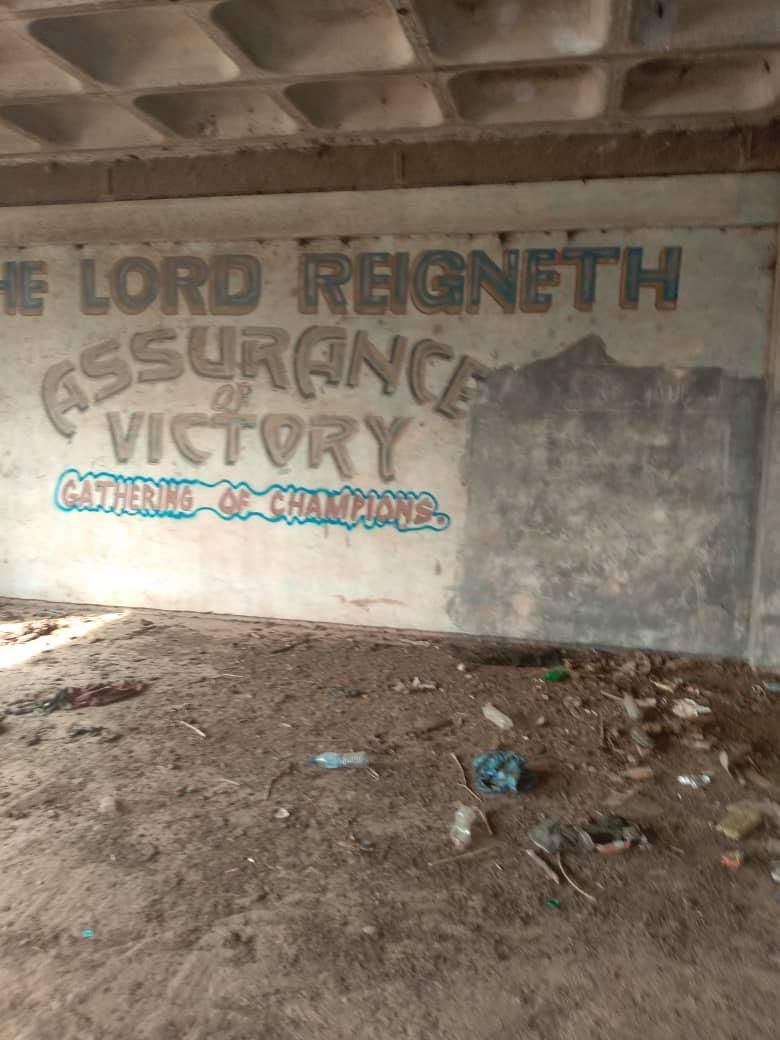 HE LORD REIGNETH
ASSURANCE
OF
VICTORY
GATHERING OF CHAMPIONS.